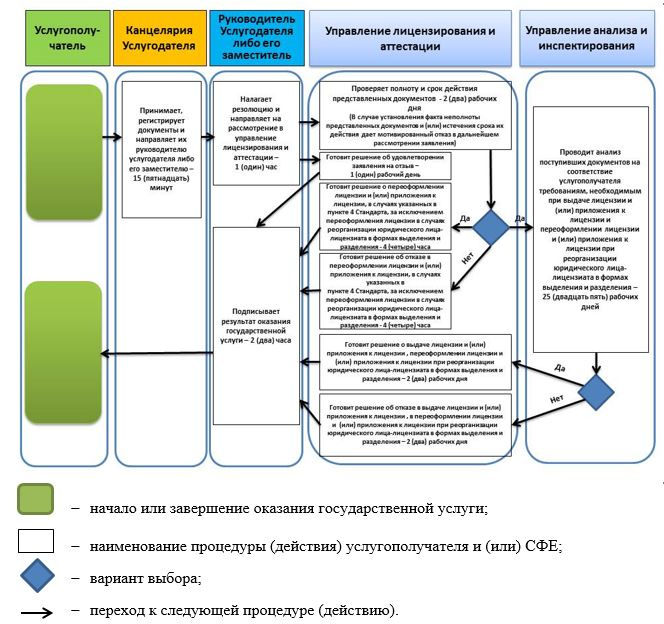 Услугополу-
чатель
Канцелярия
Услугодателя
Руководитель
Услугодателя
либо его
заместитель
Управление лицензирования и
аттестации
Управление анализа и
инспектирования
Принимает,
регистрирует
документы и
направляет их
руководителю
услугодателя либо
его заместителю –
15 (пятнадцать)
минут
Налагает
резолюцию и
направляет на
рассмотрение в
управление
лицензирования и
аттестации –
1 (один) час
Проверяет полноту и срок действия
представленных документов - 2 (два) рабочих
дня
(В случае установления факта неполноты
представленных документов и (или) истечения срока их
действия дает мотивированный отказ в дальнейшем
рассмотрении заявления)
Готовит решение об удовлетворении
заявления на отзыв –
1 (один) рабочий день
Готовит решение о переоформлении
лицензии и (или) приложения к
лицензии, в случаях указанных в
пункте 4 Стандарта, за исключением
переоформления лицензии в случаях
реорганизации юридического лица-
лицензиата в формах выделения и
разделения - 4 (четыре) часа
Да
Да
Нет
Готовит решение об отказе в
переоформлении лицензии и (или)
приложения к лицензии, в случаях
указанных в
пункте 4 Стандарта, за исключением
переоформления лицензии в случаях
реорганизации юридического лица-
лицензиата в формах выделения и
разделения - 4 (четыре) часа
Проводит анализ
поступивших документов на
соответствие
услугополучателя
требованиям, необходимым
при выдаче лицензии и
(или) приложения к
лицензии и
переоформлении лицензии
и (или) приложения к
лицензии при
реорганизации
юридического лица-
лицензиата в формах
выделения и разделения –
25 (двадцать пять) рабочих
дней
Подписывает
результат оказания
государственной
услуги – 2 (два) часа
Готовит решение о выдаче лицензии и (или)
приложения к лицензии , переоформлении лицензии и
(или) приложения к лицензии при реорганизации
юридического лица-лицензиата в формах выделения и
разделения – 2 (два) рабочих дня
Да
Нет
Готовит решение об отказе в выдаче лицензии и (или)
приложения к лицензии , в переоформлении лицензии
и (или) приложения к лицензии при реорганизации
юридического лица-лицензиата в формах выделения и
разделения – 2 (два) рабочих дня
– начало или завершение оказания государственной услуги;
– наименование процедуры (действия) услугополучателя и (или) СФЕ;
– вариант выбора;
– переход к следующей процедуре (действию).